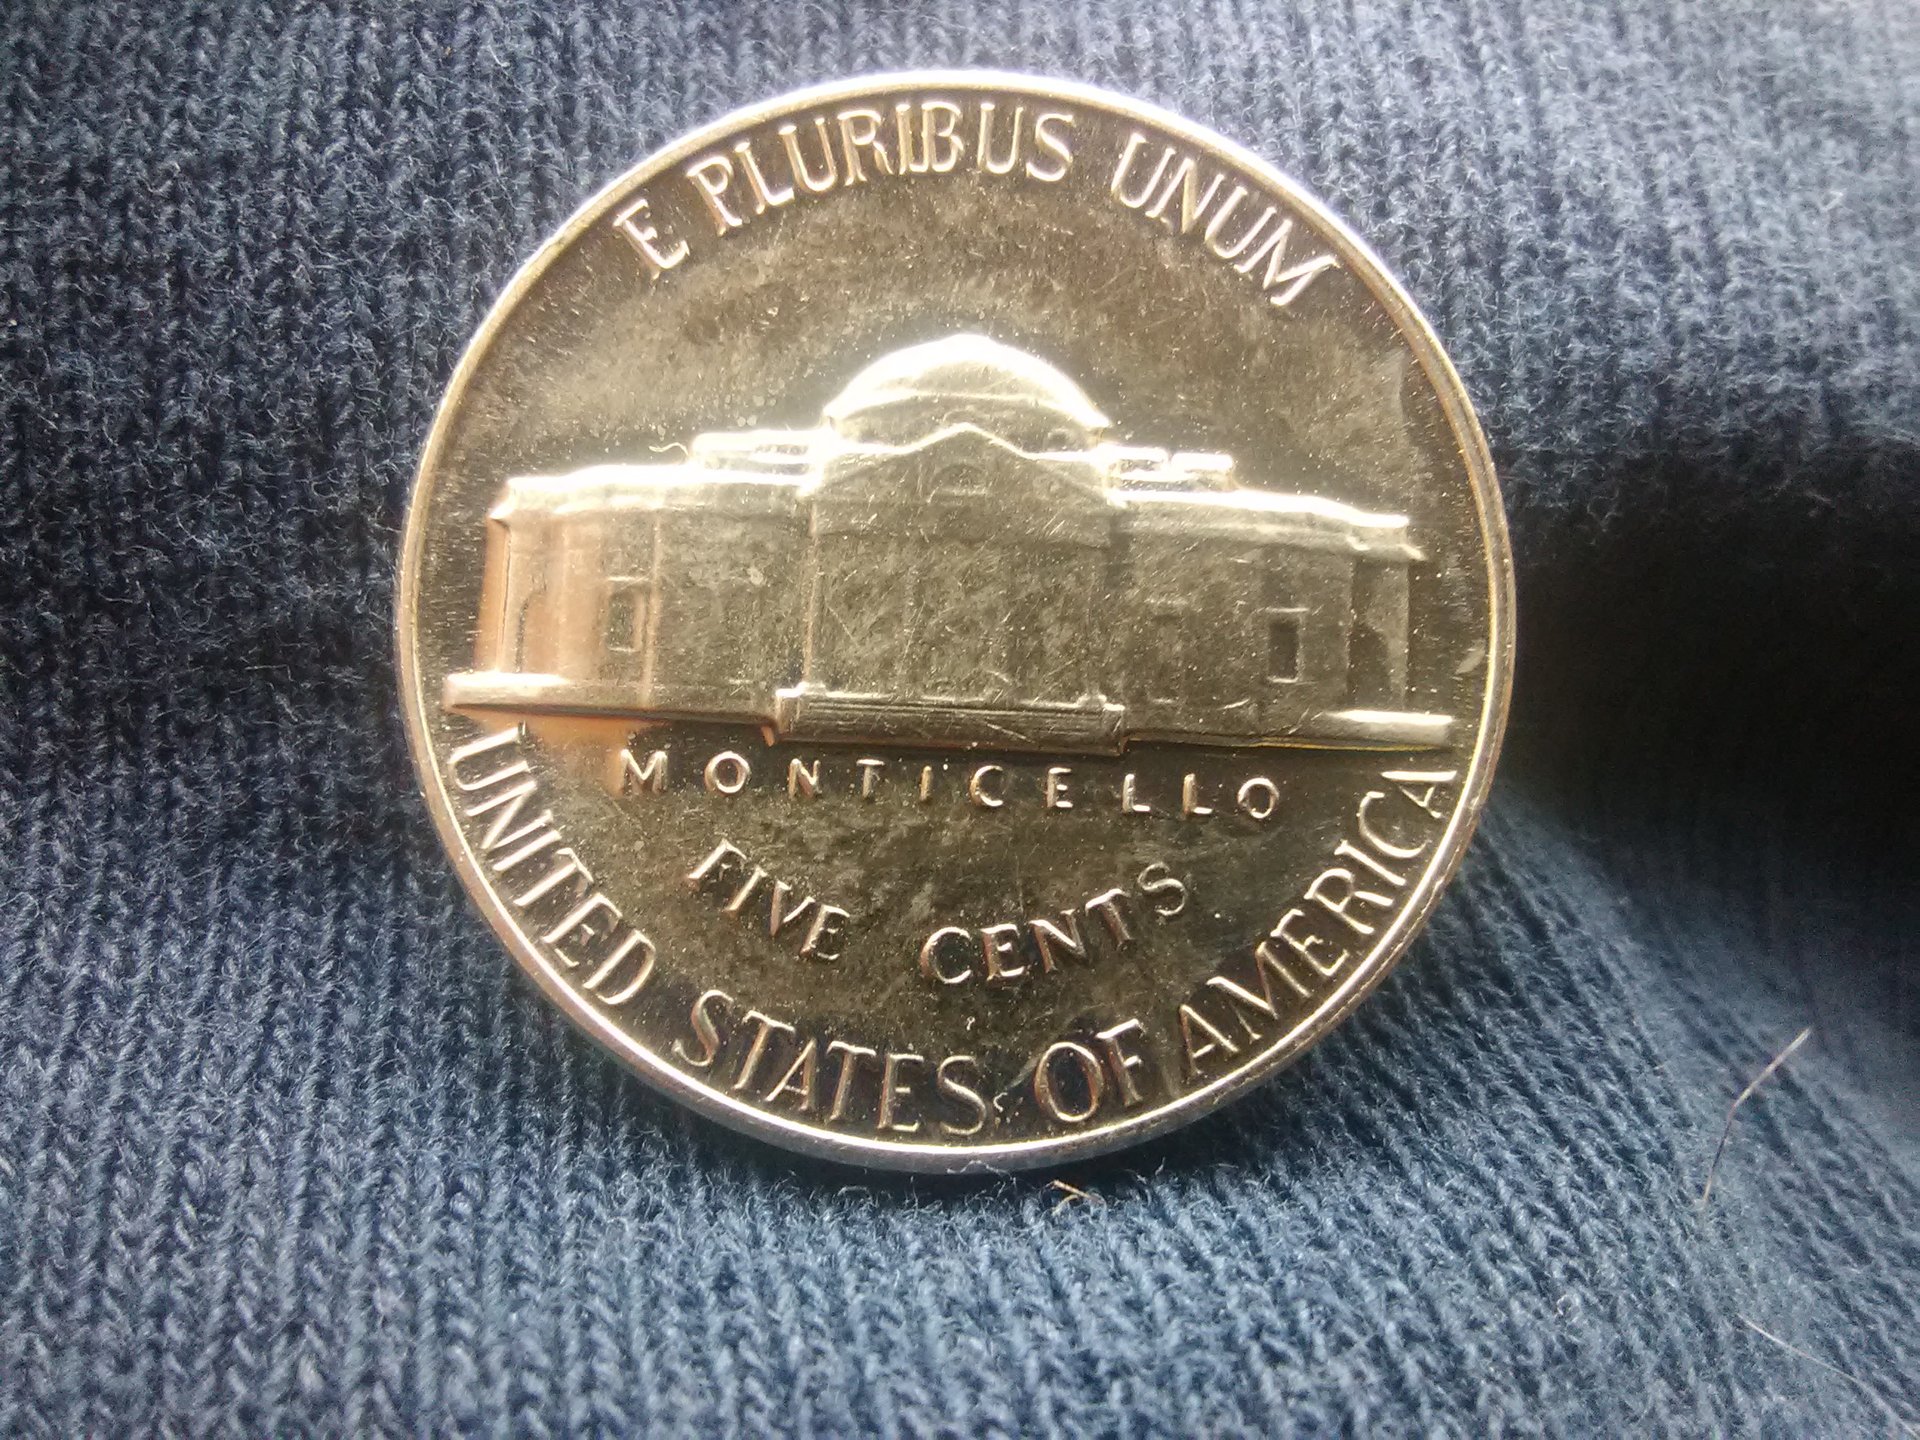 E PLURIBUS UNUM
MONTICELLO
FIVE CENTS
UNITED STATES OF AMERICA